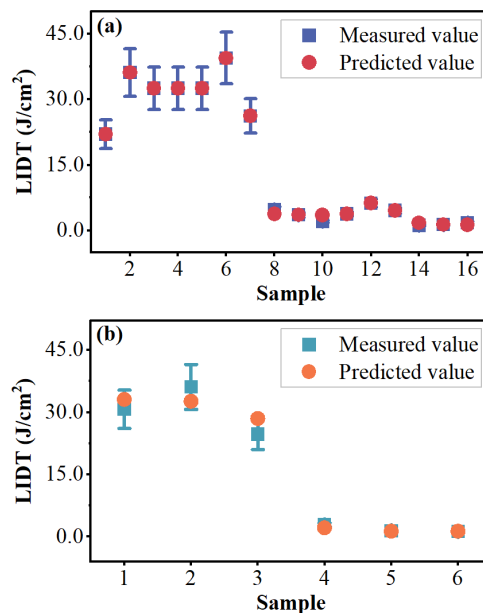 (a)
Measured value
Predicted value
LIDT (J/cm²)
45.0
30.0
15.0
0.0
2 4 6 8 10 12 14 16
Sample
(b)
Measured value
Predicted value
LIDT (J/cm²)
45.0
30.0
15.0
0.0
1 2 3 4 5 6
Sample